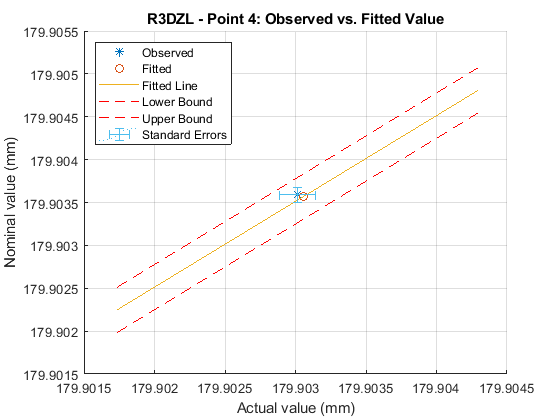 R3DZL - Point 4: Observed vs. Fitted Value
179.9055
179.905
179.9045
179.904
179.9035
179.903
179.9025
179.902
179.9015
Nominal value (mm)
Observed
Fitted
Fitted Line
Lower Bound
Upper Bound
Standard Errors
179.9015
179.902
179.9025
179.903
179.9035
179.904
179.9045
Actual value (mm)